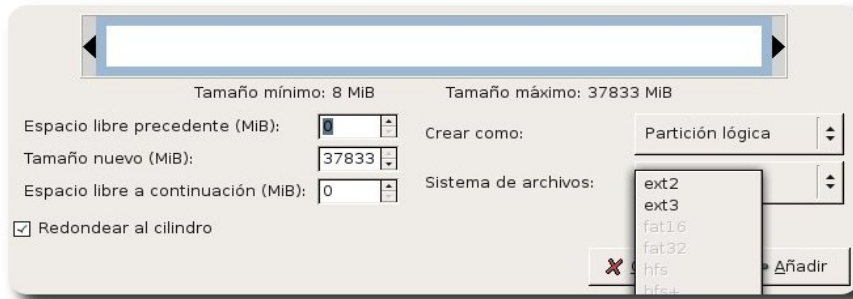 Tamaño mínimo: 8 MiB Tamaño máximo: 37833 MiB
Espacio libre precedente (MiB): 0
Crear como: Partición lógica
Tamaño nuevo (MiB): 37833
Espacio libre a continuación (MiB): 0
Sistema de archivos:
ext2
ext3
fat16
fat32
hfs
hfs+
Redondear al cilindro
Añadir